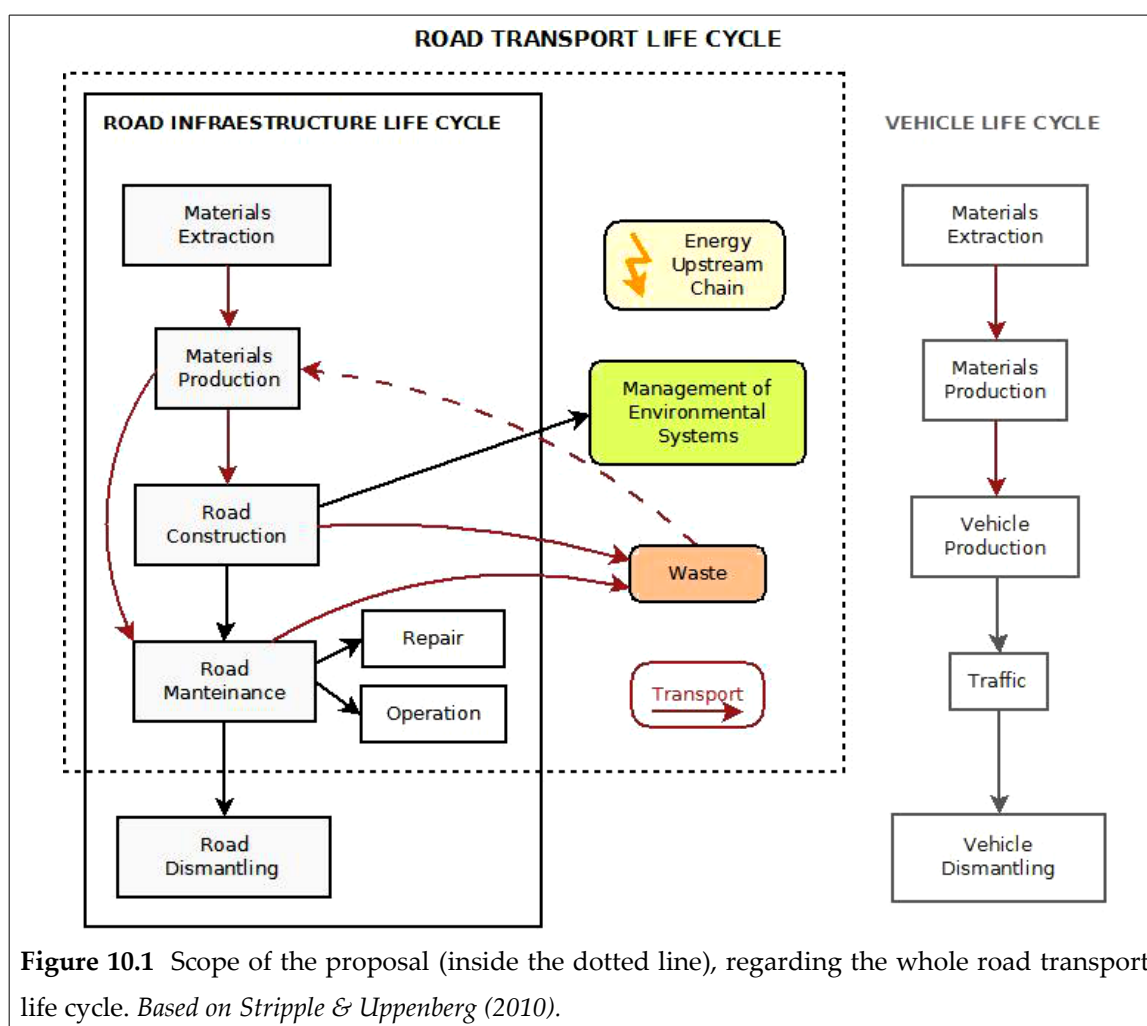 ROAD TRANSPORT LIFE CYCLE
ROAD INFRAESTRUCTURE LIFE CYCLE
Materials
Extraction
Materials
Production
Road
Construction
Road
Manteinance
Repair
Operation
Road
Dismantling
Energy
Upstream
Chain
Management of
Environmental
Systems
Waste
Transport
VEHICLE LIFE CYCLE
Materials
Extraction
Materials
Production
Vehicle
Production
Traffic
Vehicle
Dismantling
Figure 10.1 Scope of the proposal (inside the dotted line), regarding the whole road transport
life cycle. Based on Stripple & Uppenberg (2010).